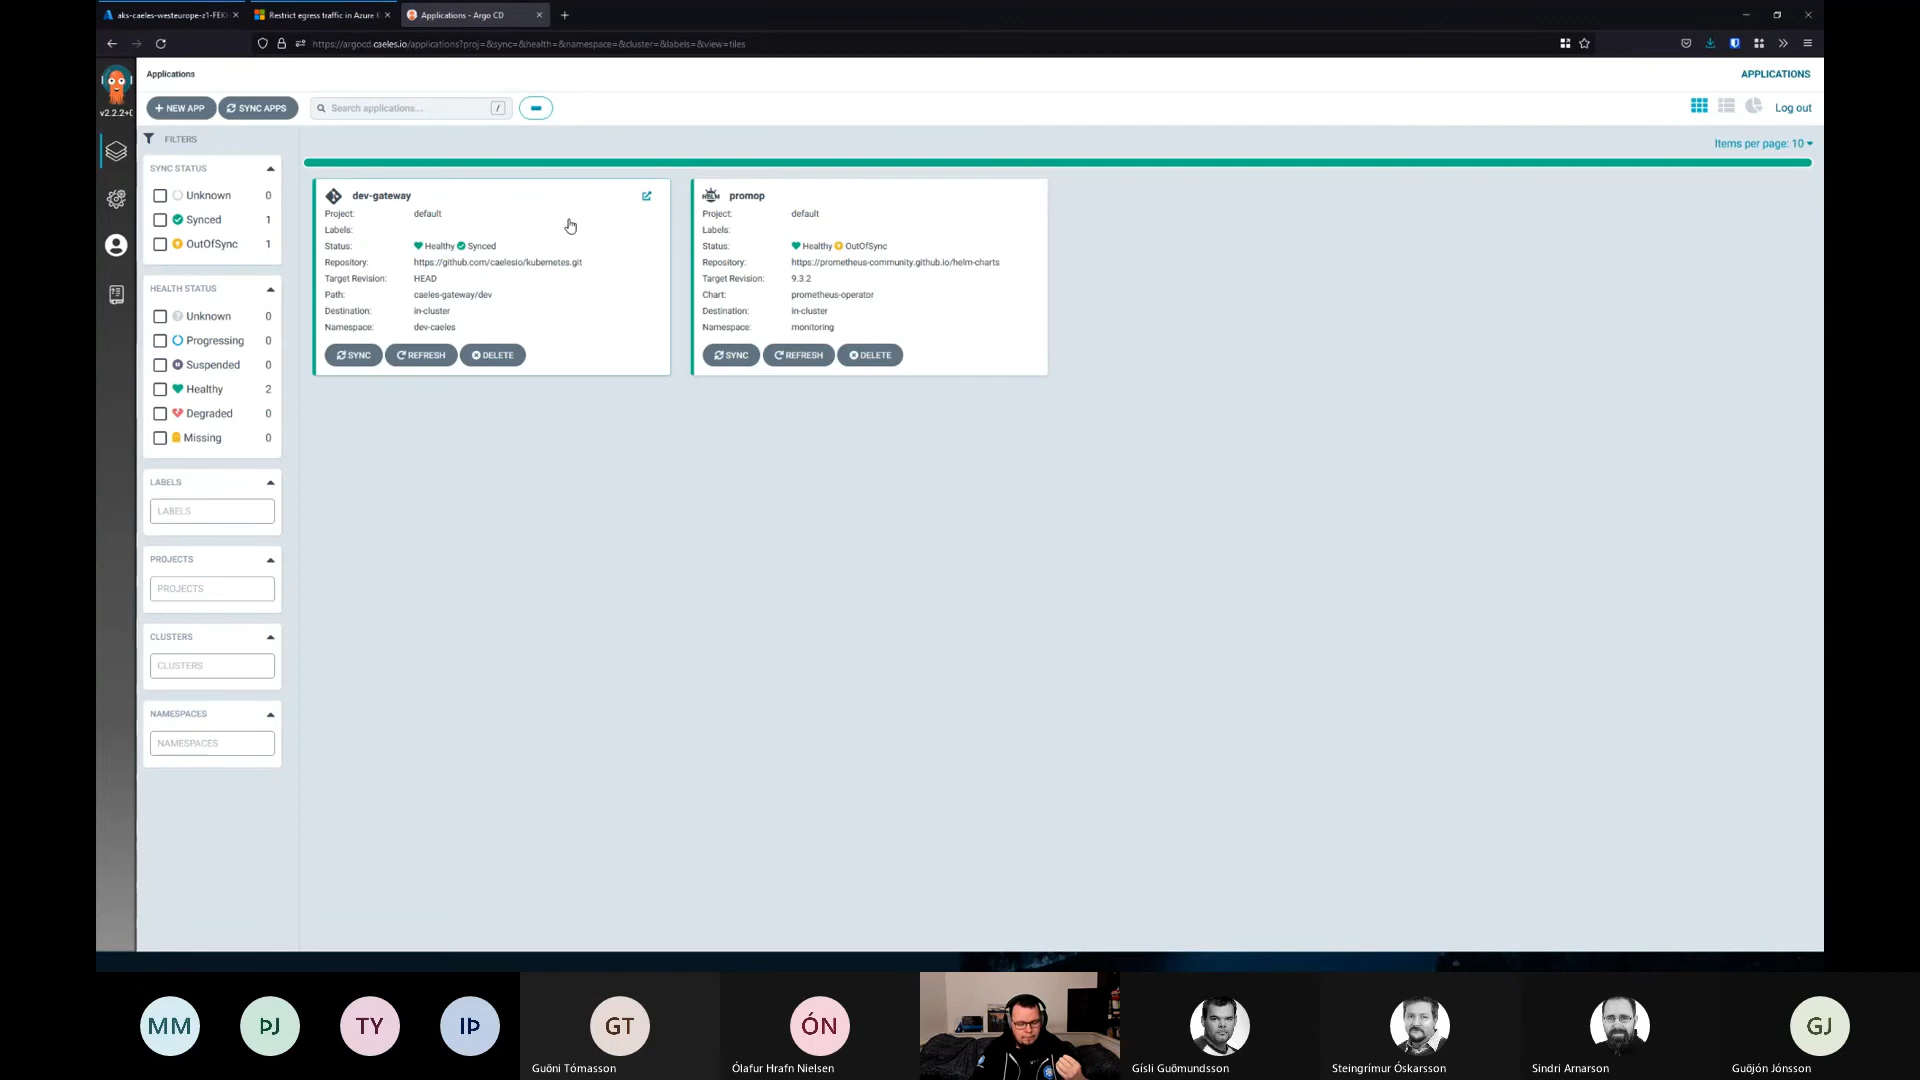 aks-caeles-westeurope-z1-FEK
Restrict egress traffic in Azure K
Applications - Argo CD
https://argocd.caeles.io/applications?proj=&sync=&health=&namespace=&cluster=&labels=&view=tiles
Applications
APPLICATIONS
v2.2.2+
NEW APP
SYNC APPS
Search applications...
/
Log out
FILTERS
Items per page: 10
SYNC STATUS
Unknown 0
Synced 1
OutOfSync 1
HEALTH STATUS
Unknown 0
Progressing 0
Suspended 0
Healthy 2
Degraded 0
Missing 0
LABELS
LABELS
PROJECTS
PROJECTS
CLUSTERS
CLUSTERS
NAMESPACES
NAMESPACES
dev-gateway
Project: default
Labels:
Status: Healthy Synced
Repository: https://github.com/caelesio/kubernetes.git
Target Revision: HEAD
Path: caeles-gateway/dev
Destination: in-cluster
Namespace: dev-caeles
SYNC REFRESH DELETE
HELM
promop
Project: default
Labels:
Status: Healthy OutOfSync
Repository: https://prometheus-community.github.io/helm-charts
Target Revision: 9.3.2
Chart: prometheus-operator
Destination: in-cluster
Namespace: monitoring
SYNC REFRESH DELETE
MM
ÞJ
TY
IÞ
GT
Guðni Tómasson
ÓN
Ólafur Hrafn Nielsen
Gísli Guðmundsson
Steingrímur Óskarsson
Sindri Arnarson
GJ
Guðjón Jónsson